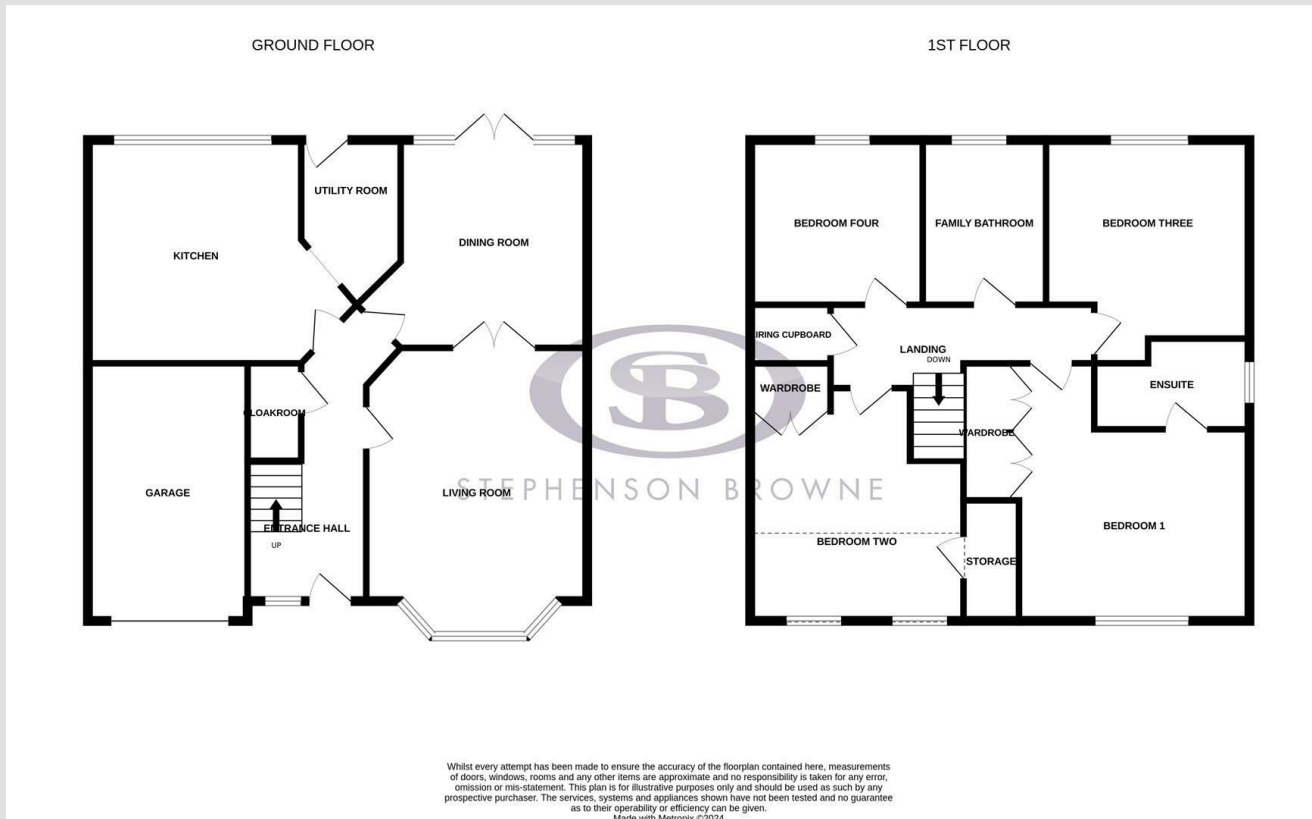 GROUND FLOOR
1ST FLOOR
UTILITY ROOM
KITCHEN
DINING ROOM
CLOAKROOM
GARAGE
LIVING ROOM
ENTRANCE HALL
UP
BEDROOM FOUR
FAMILY BATHROOM
BEDROOM THREE
IRING CUPBOARD
LANDING
DOWN
WARDROBE
ENSUITE
WARDROBE
BEDROOM 1
BEDROOM TWO
STORAGE
SB
STEPHENSON BROWNE
Whilst every attempt has been made to ensure the accuracy of the floorplan contained here, measurements
of doors, windows, rooms and any other items are approximate and no responsibility is taken for any error,
omission or mis-statement. This plan is for illustrative purposes only and should be used as such by any
prospective purchaser. The services, systems and appliances shown have not been tested and no guarantee
as to their operability or efficiency can be given.
Made with Metropix ©2024